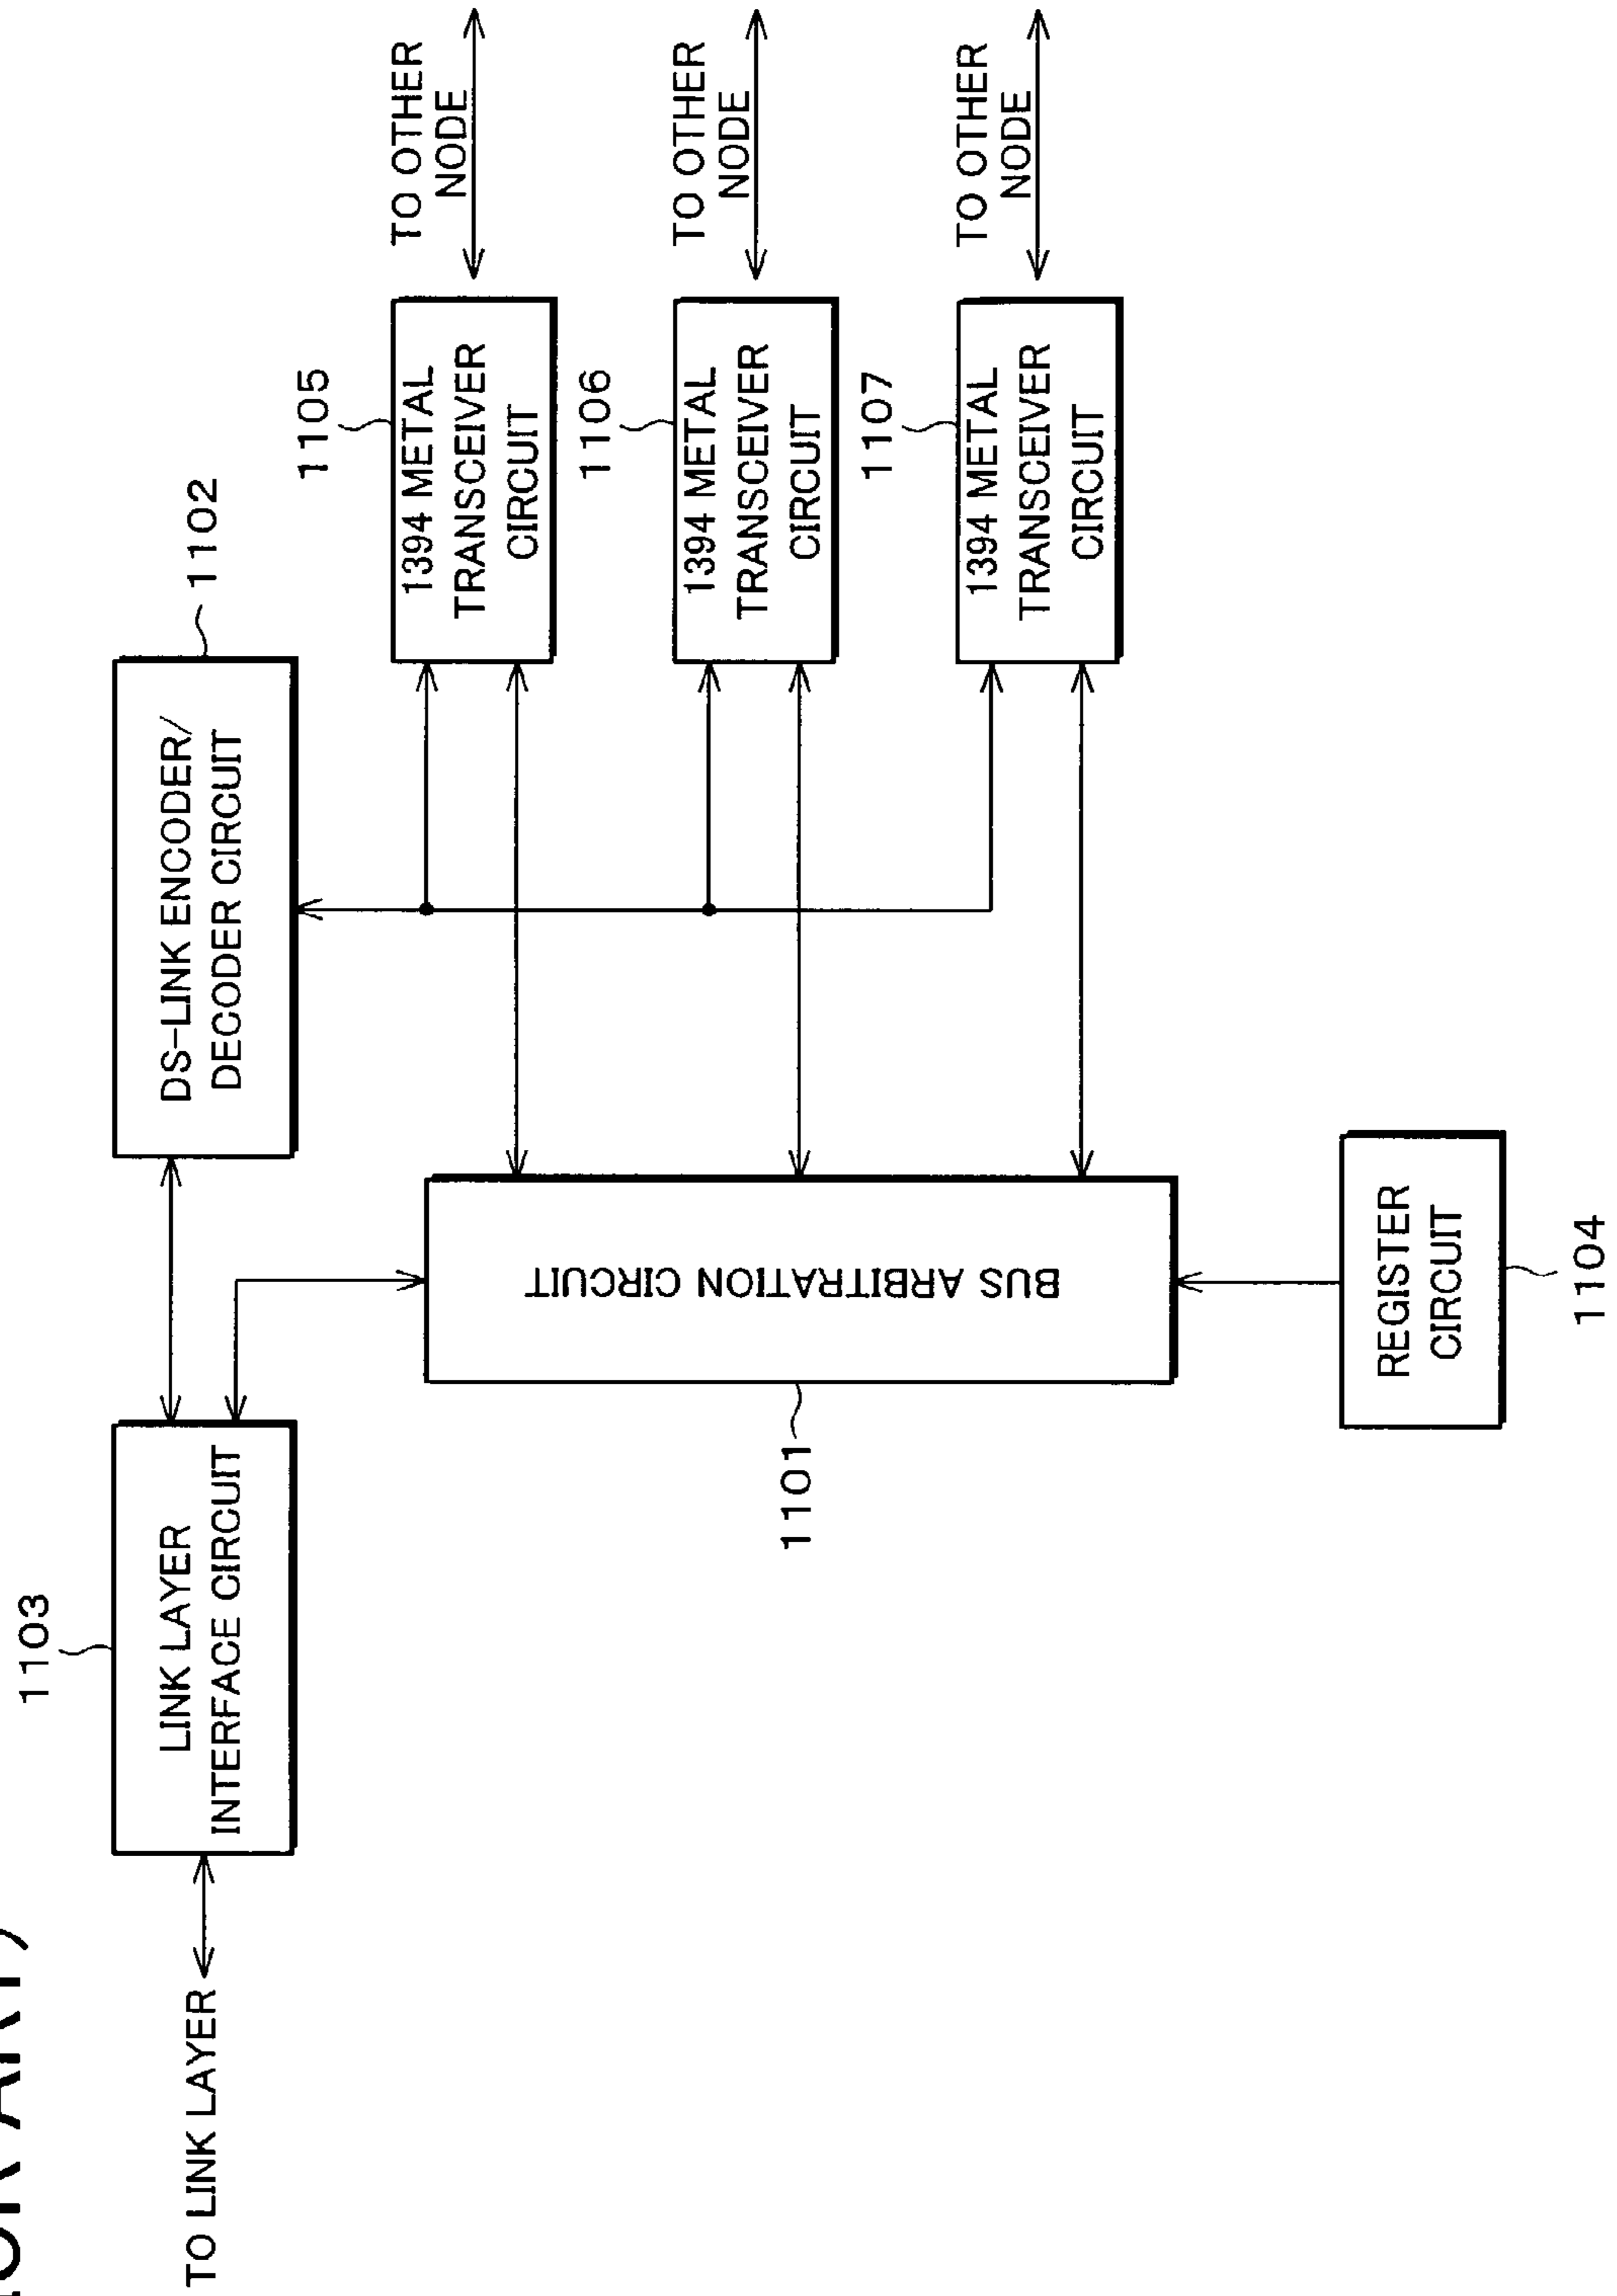 1103
LINK LAYER
INTERFACE CIRCUIT
TO LINK LAYER
DS-LINK ENCODER/
DECODER CIRCUIT
1102
BUS ARBITRATION CIRCUIT
1101
REGISTER
CIRCUIT
1104
1105
1394 METAL
TRANSCEIVER
CIRCUIT
TO OTHER
NODE
1106
1394 METAL
TRANSCEIVER
CIRCUIT
TO OTHER
NODE
1107
1394 METAL
TRANSCEIVER
CIRCUIT
TO OTHER
NODE